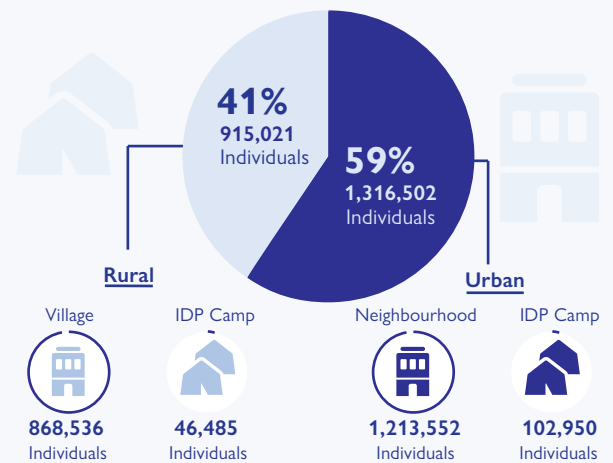 41%
915,021
Individuals
59%
1,316,502
Individuals
Rural
Urban
Village
IDP Camp
Neighbourhood
IDP Camp
868,536
Individuals
46,485
Individuals
1,213,552
Individuals
102,950
Individuals